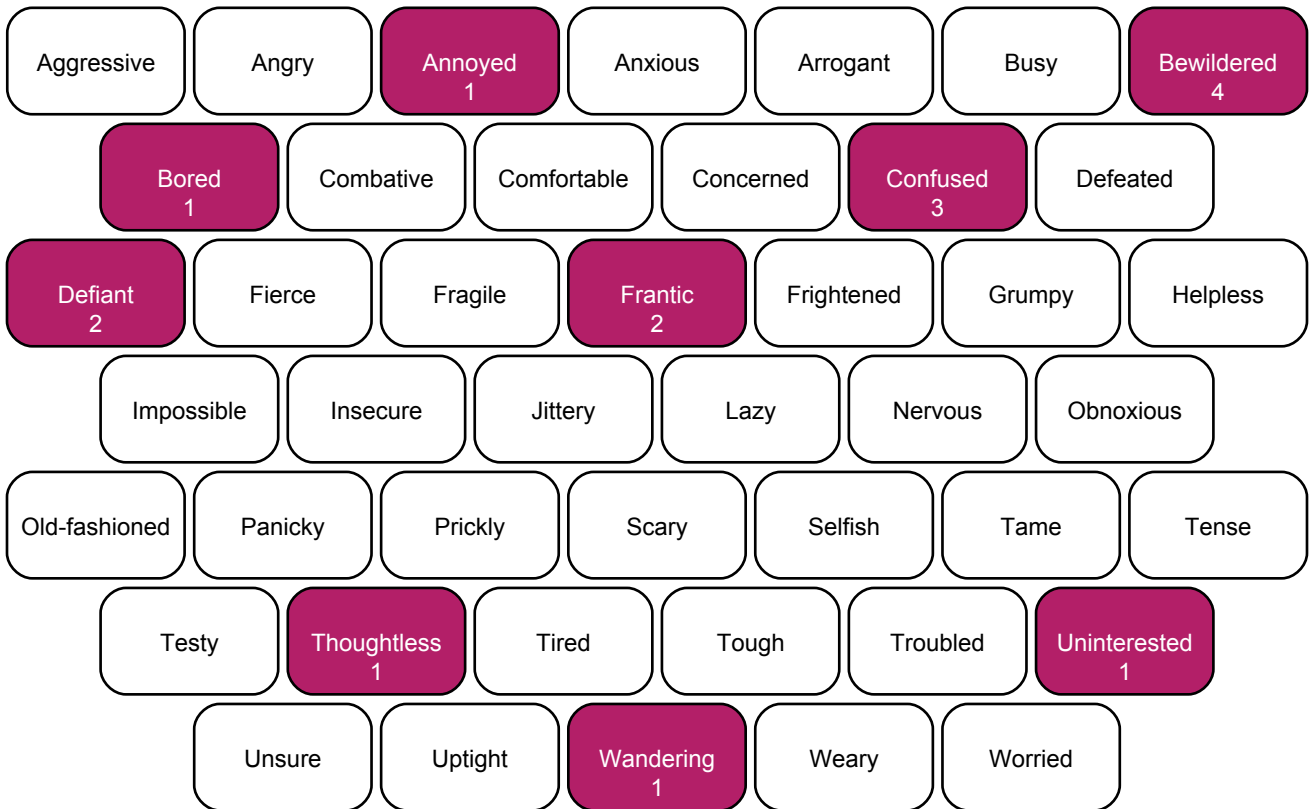 Aggressive Angry Annoyed Anxious Arrogant Busy Bewildered
1 4
Bored Combative Comfortable Concerned Confused Defeated
1 3
Defiant Fierce Fragile Frantic Frightened Grumpy Helpless
2 2
Impossible Insecure Jittery Lazy Nervous Obnoxious
Old-fashioned Panicky Prickly Scary Selfish Tame Tense
Testy Thoughtless Tired Tough Troubled Uninterested
1 1
Unsure Uptight Wandering Weary Worried
1